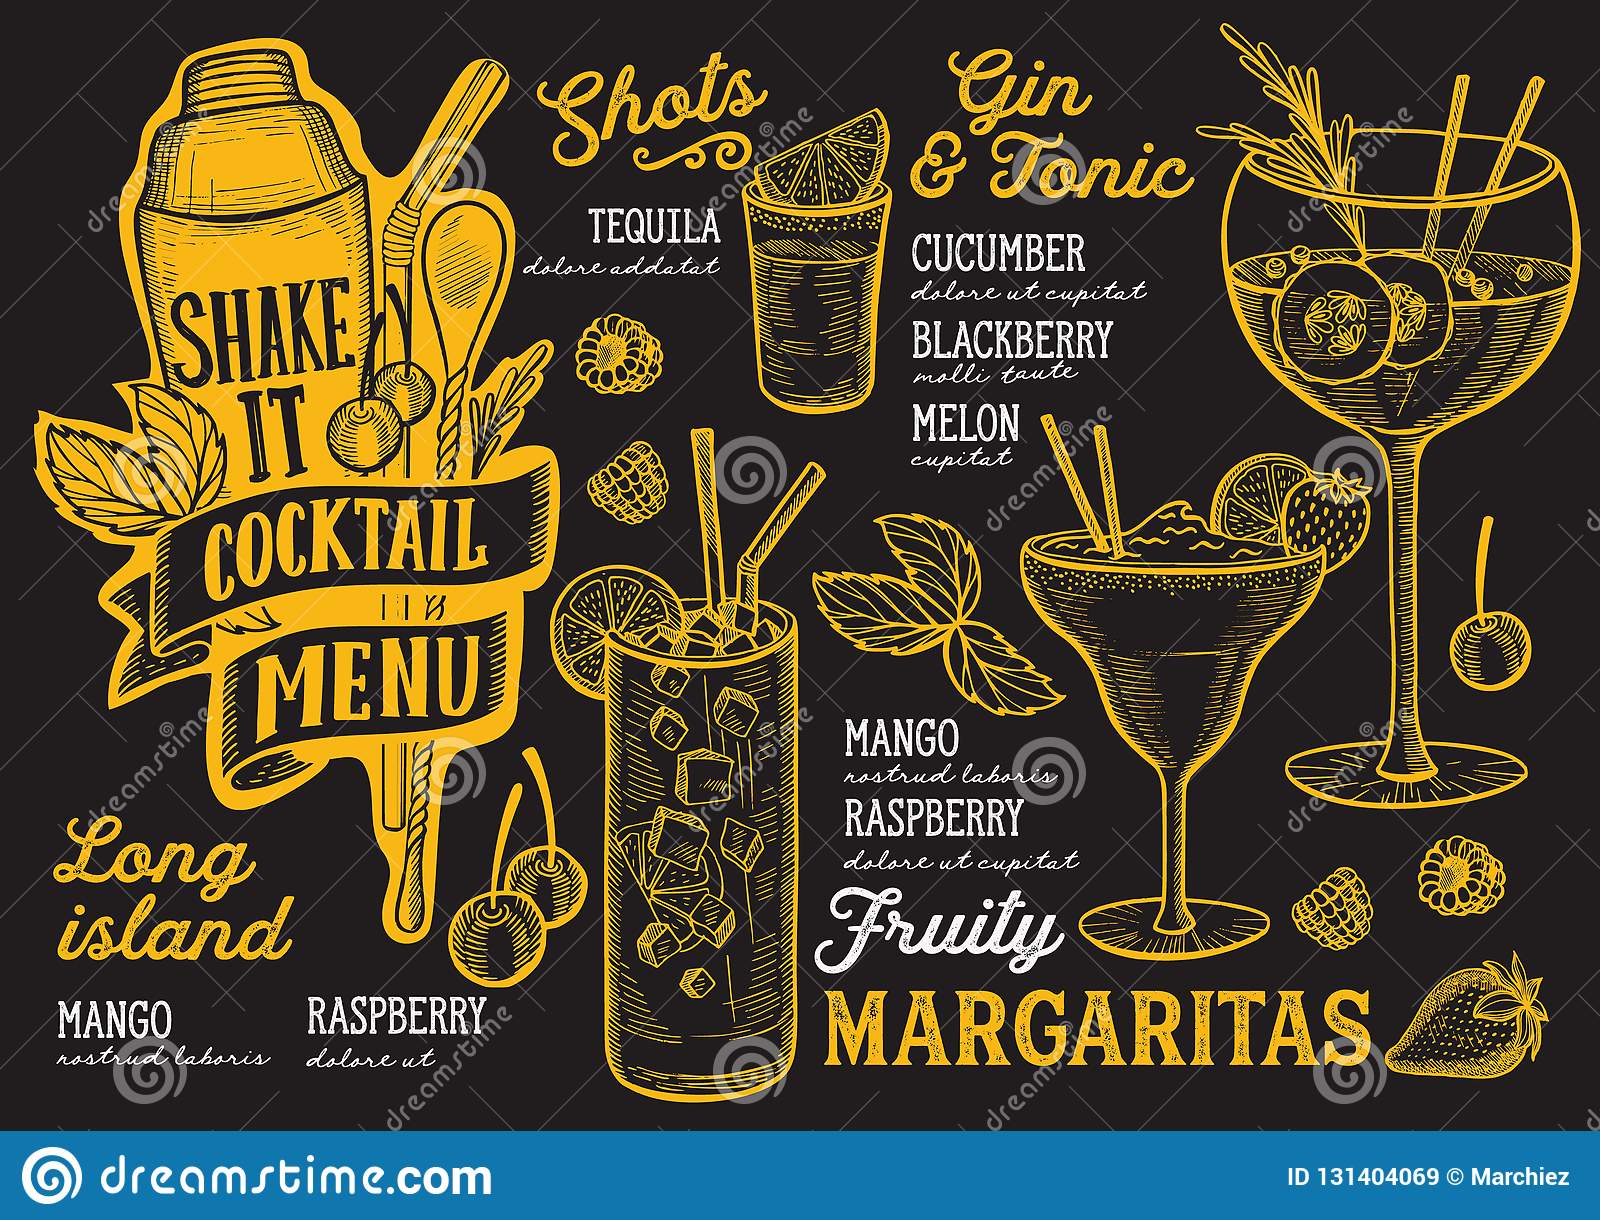 SHAKE
IT
COCKTAIL
MENU
Shots
TEQUILA
dolore addatat
Gin
& Tonic
CUCUMBER
dolore ut cupitat
BLACKBERRY
molli taute
MELON
cupitat
MANGO
nostrud laboris
RASPBERRY
dolore ut cupitat
Fruity
MARGARITAS
Long
island
MANGO
nostrud laboris
RASPBERRY
dolore ut
dreamstime.com
ID 131404069 © Marchiez